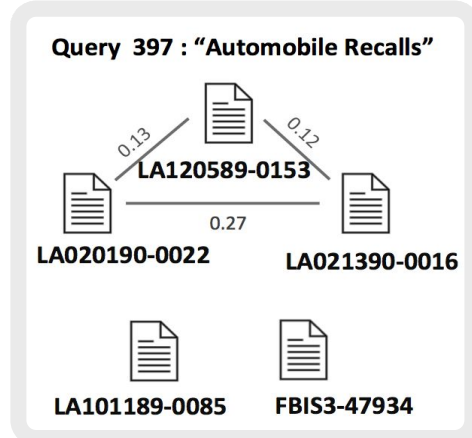 Query 397 : “Automobile Recalls”
0.13
0.12
LA120589-0153
0.27
LA020190-0022
LA021390-0016
LA101189-0085
FBIS3-47934